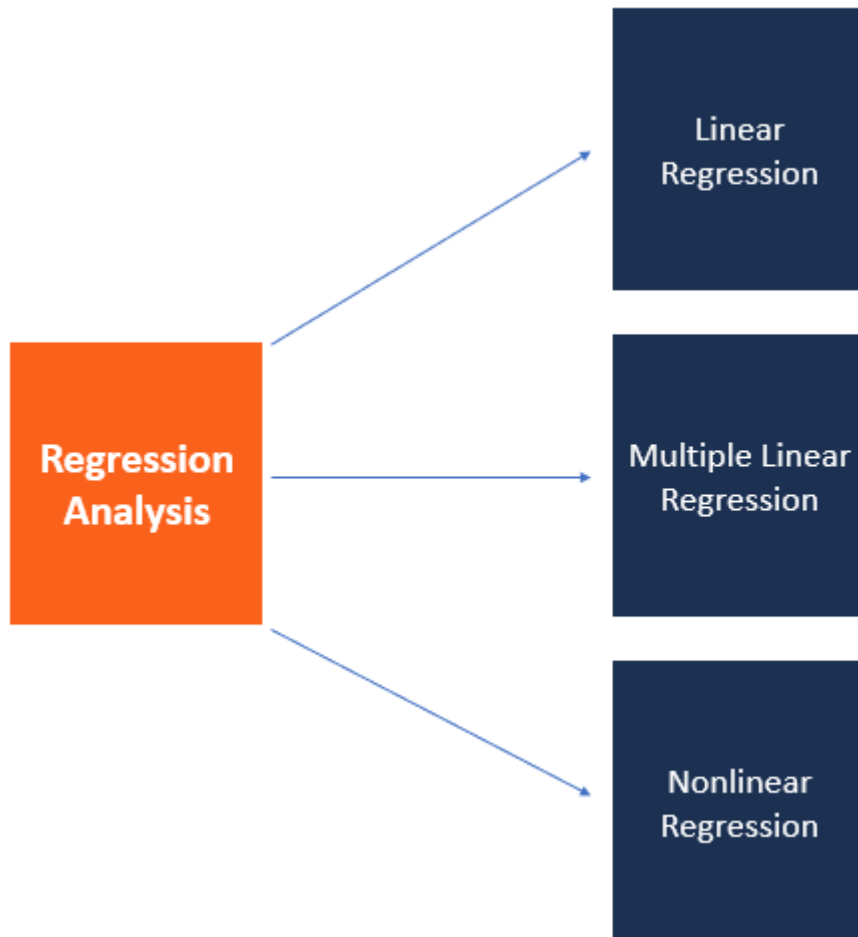 Linear
Regression
Regression
Analysis
Multiple Linear
Regression
Nonlinear
Regression